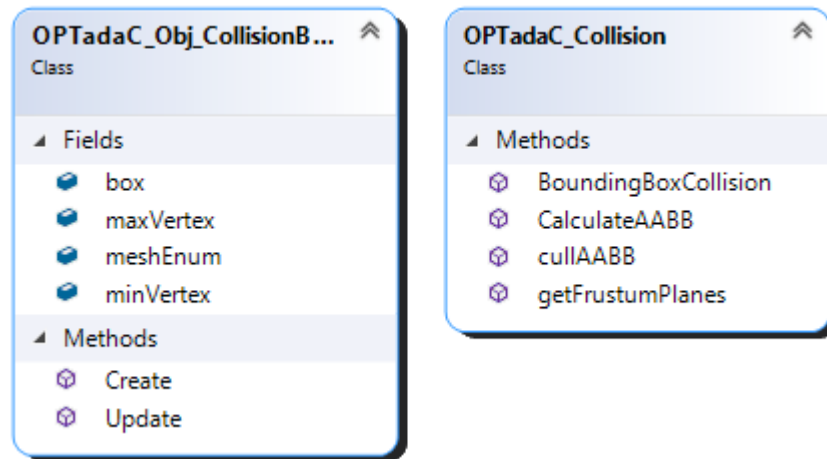 OPTadaC_Obj_CollisionB...
Class
Fields
box
maxVertex
meshEnum
minVertex
Methods
Create
Update
OPTadaC_Collision
Class
Methods
BoundingBoxCollision
CalculateAABB
cullAABB
getFrustumPlanes